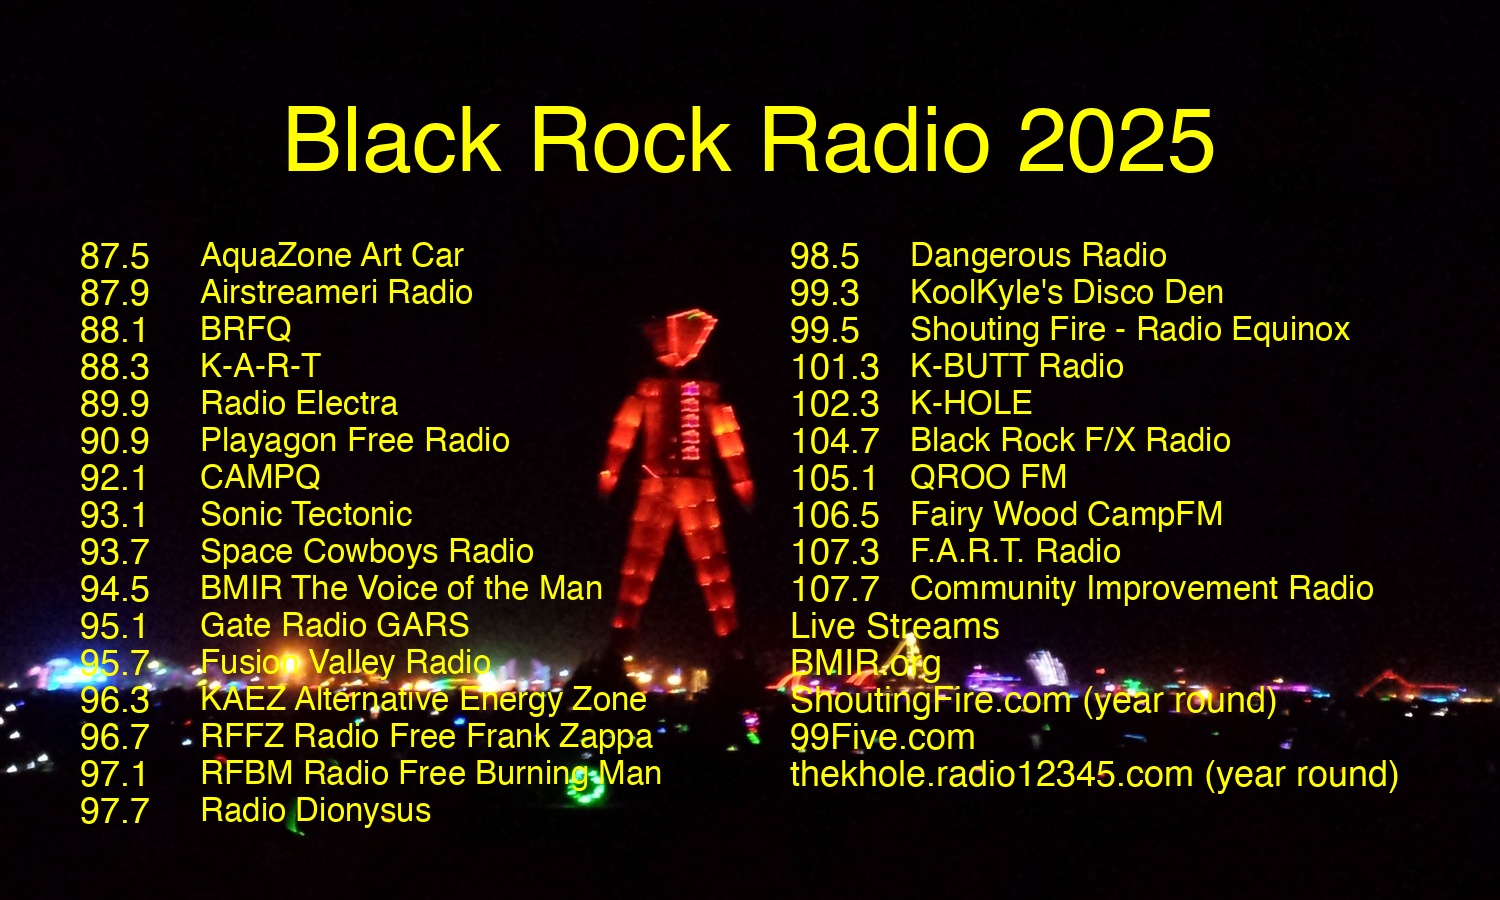 Black Rock Radio 2025
87.5 AquaZone Art Car
87.9 Airstreameri Radio
88.1 BRFQ
88.3 K-A-R-T
89.9 Radio Electra
90.9 Playagon Free Radio
92.1 CAMPQ
93.1 Sonic Tectonic
93.7 Space Cowboys Radio
94.5 BMIR The Voice of the Man
95.1 Gate Radio GARS
95.7 Fusion Valley Radio
96.3 KAEZ Alternative Energy Zone
96.7 RFFZ Radio Free Frank Zappa
97.1 RFBM Radio Free Burning Man
97.7 Radio Dionysus
98.5 Dangerous Radio
99.3 KoolKyle's Disco Den
99.5 Shouting Fire - Radio Equinox
101.3 K-BUTT Radio
102.3 K-HOLE
104.7 Black Rock F/X Radio
105.1 QROO FM
106.5 Fairy Wood CampFM
107.3 F.A.R.T. Radio
107.7 Community Improvement Radio
Live Streams
BMIR.org
ShoutingFire.com (year round)
99Five.com
thekhole.radio12345.com (year round)